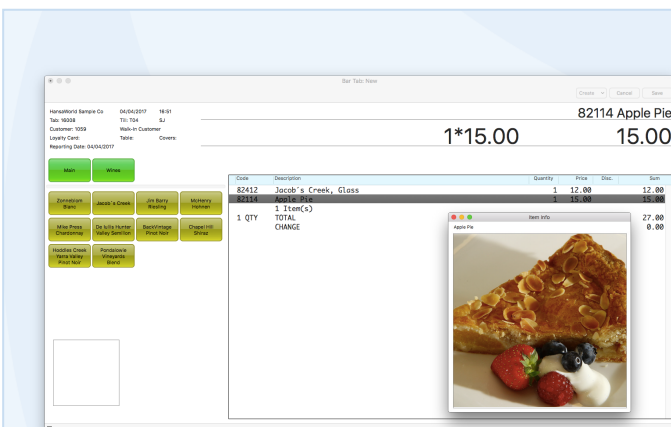 Bar Tab: New
Create
Cancel
Save
HansaWorld Sample Co 04/04/2017 16:51
Tab: 16008 Till: T04 SJ
Customer: 1059 Walk-in Customer
Loyalty Card: Table: Covers:
Reporting Date: 04/04/2017
82114 Apple Pie
1*15.00 15.00
Main
Wines
Zonnebloem
Blanc
Jacob's Creek
Jim Barry
Riesling
McHenry
Hohnen
Mike Press
Chardonnay
De Iuliis Hunter
Valley Semillon
BackVintage
Pinot Noir
Chapel Hill
Shiraz
Hoddles Creek
Yarra Valley
Pinot Noir
Pondalowie
Vineyards
Blend
Code Description Quantity Price Disc. Sum
82412 Jacob's Creek, Glass 1 12.00 12.00
82114 Apple Pie 1 15.00 15.00
1 Item(s)
1 QTY TOTAL 27.00
CHANGE 0.00
Item Info
Apple Pie